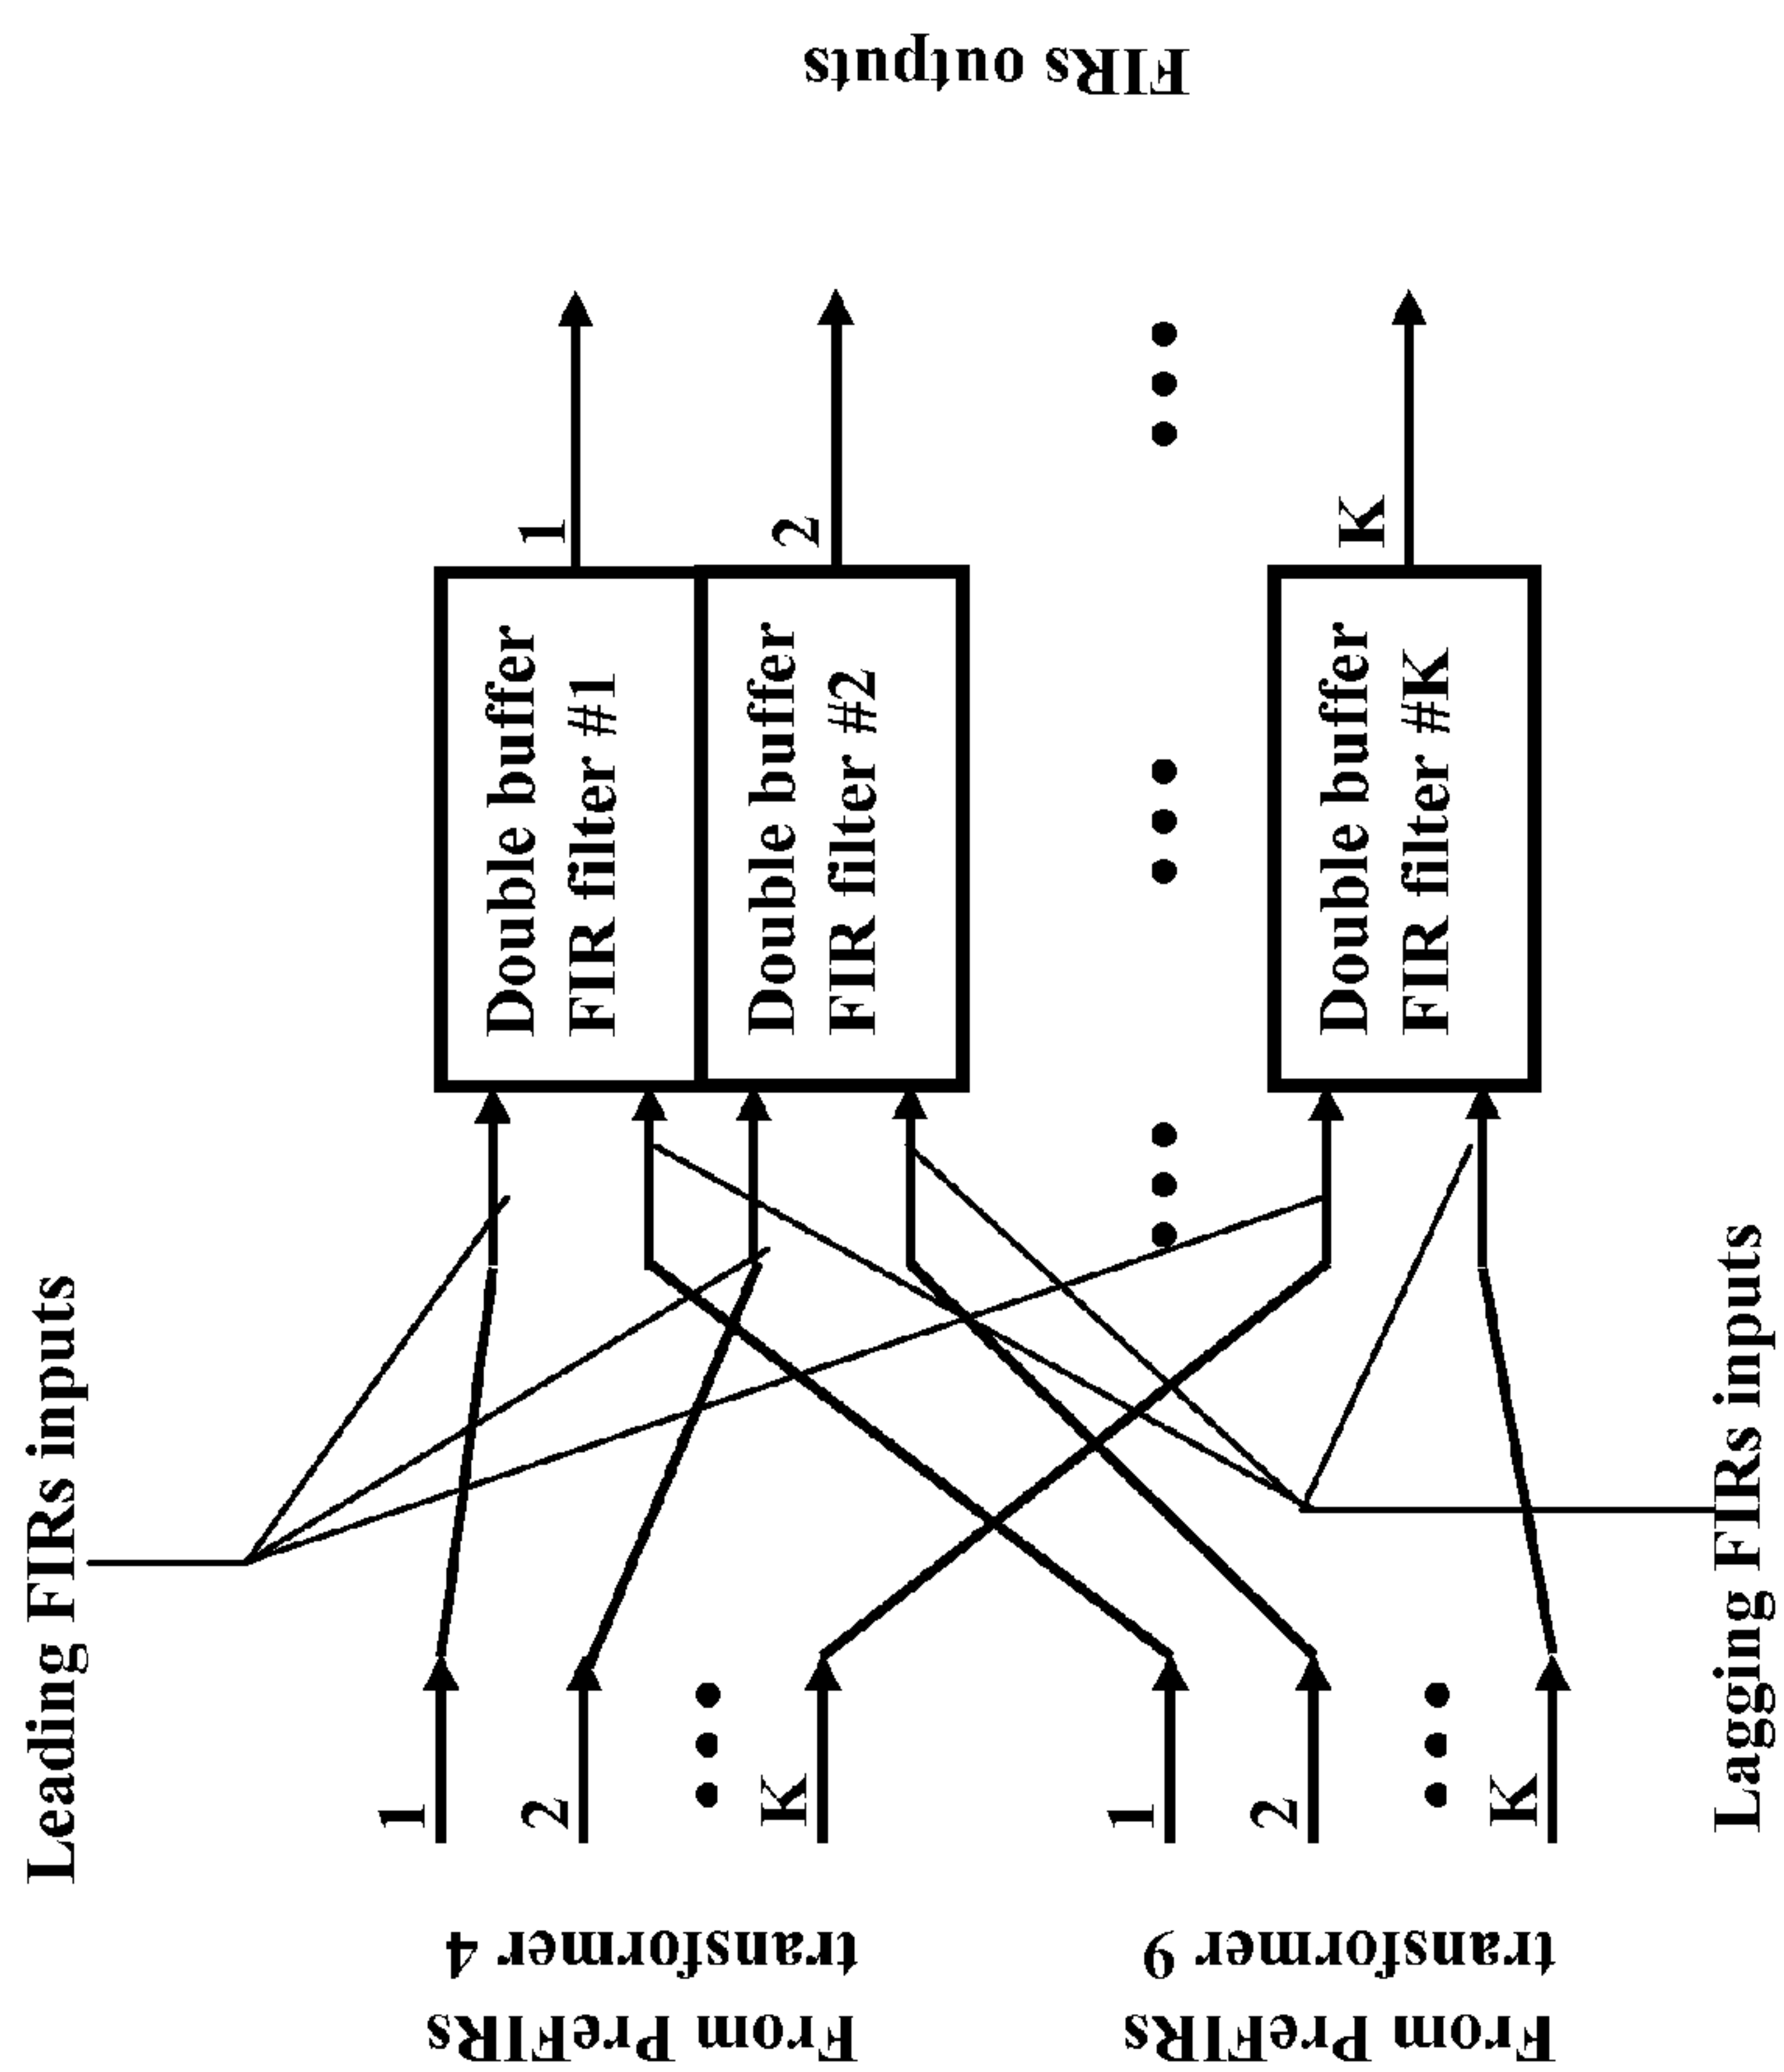 Leading FIRs inputs
From PreFIRs
transformer 4
1
2
K
From PreFIRs
transformer 9
1
2
K
Double buffer
FIR filter #1
Double buffer
FIR filter #2
Double buffer
FIR filter #K
1
2
K
FIRs outputs
Lagging FIRs inputs